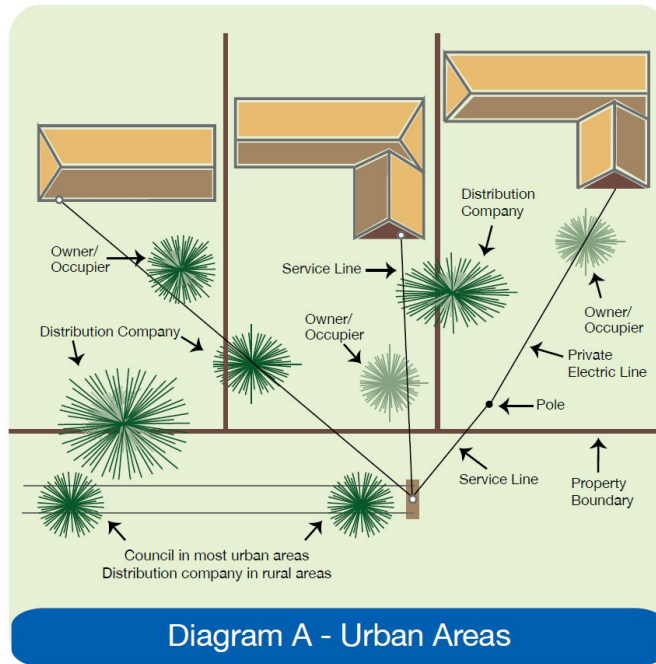 Owner/
Occupier
Distribution
Company
Service Line
Owner/
Occupier
Owner/
Occupier
Distribution Company
Private
Electric Line
Pole
Service Line
Property
Boundary
Council in most urban areas
Distribution company in rural areas
Diagram A - Urban Areas